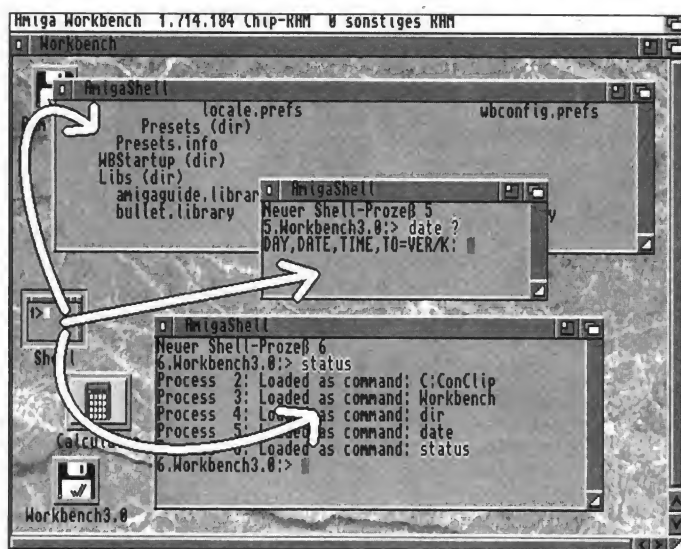 Amiga Workbench 1.714.184 Chip-RAM 0 sonstiges RAM
Workbench
AmigaShell
locale.prefs wbconfig.prefs
Presets (dir)
Presets.info
WBStartup (dir)
Libs (dir)
amigaguide.librar
bullet.library y
AmigaShell
Neuer Shell-Prozeß 5
5.Workbench3.0:> date ?
DAY,DATE,TIME,TO=VER/K:
1>
Shell
AmigaShell
Neuer Shell-Prozeß 6
6.Workbench3.0:> status
Process 2: Loaded as command: C:ConClip
Process 3: Loaded as command: Workbench
Process 4: Loaded as command: dir
Process 5: Loaded as command: date
6: Loaded as command: status
6.Workbench3.0:>
Calcul
Workbench3.0